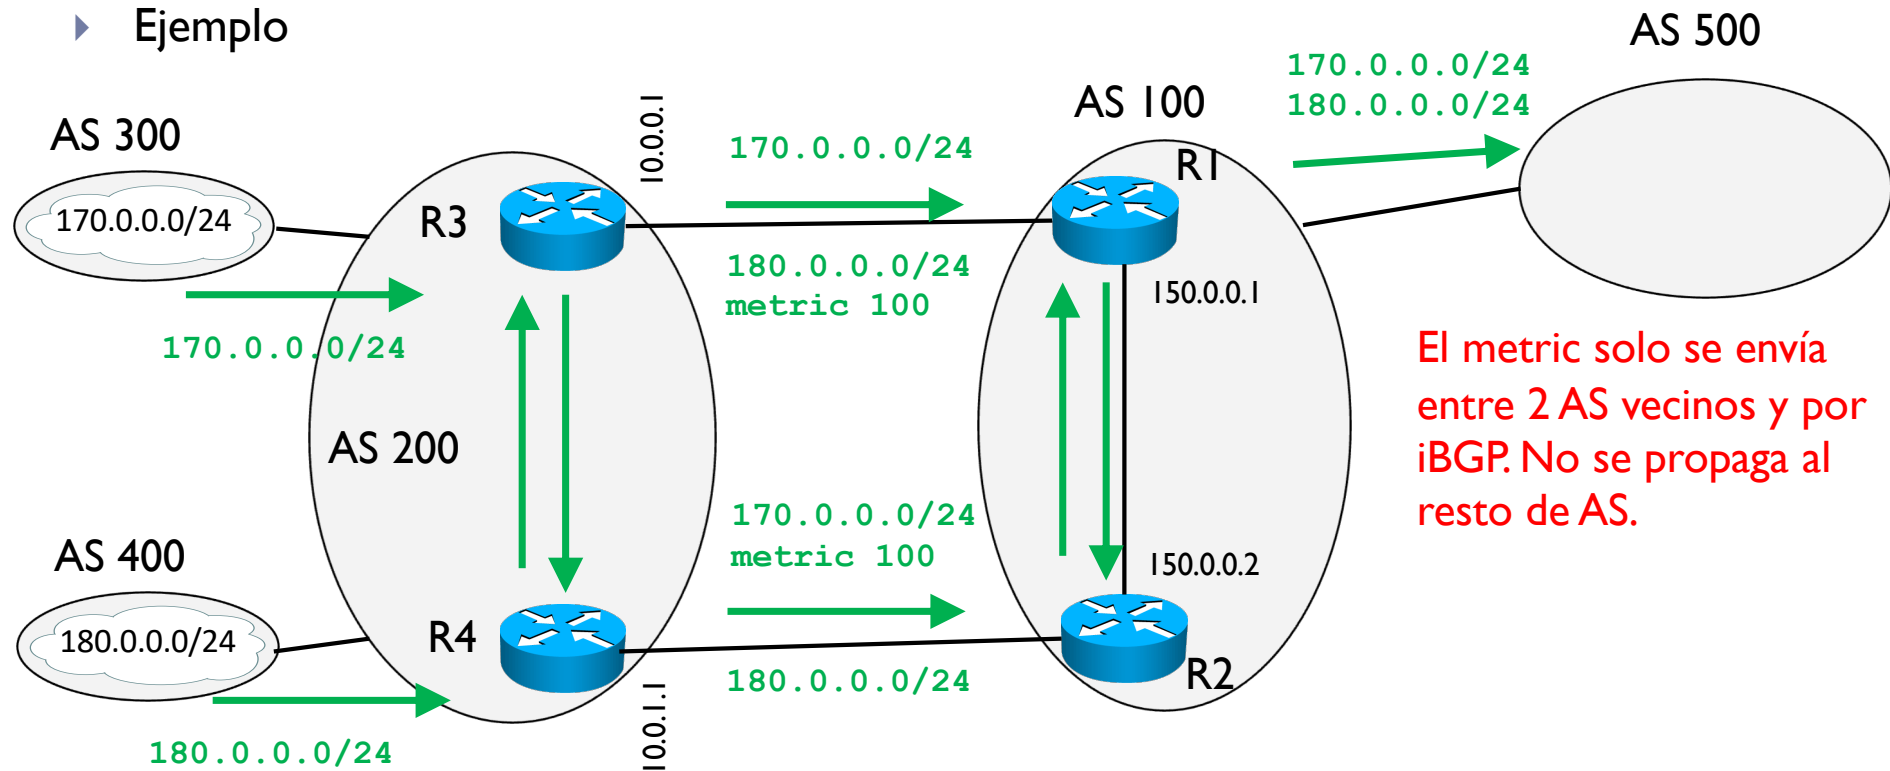 Ejemplo
AS 500
170.0.0.0/24
180.0.0.0/24
AS 100
10.0.0.1
AS 300
170.0.0.0/24
R1
170.0.0.0/24
R3
180.0.0.0/24
metric 100
150.0.0.1
170.0.0.0/24
El metric solo se envía
entre 2 AS vecinos y por
iBGP. No se propaga al
resto de AS.
AS 200
170.0.0.0/24
metric 100
AS 400
150.0.0.2
180.0.0.0/24
R4
R2
180.0.0.0/24
10.0.1.1
180.0.0.0/24